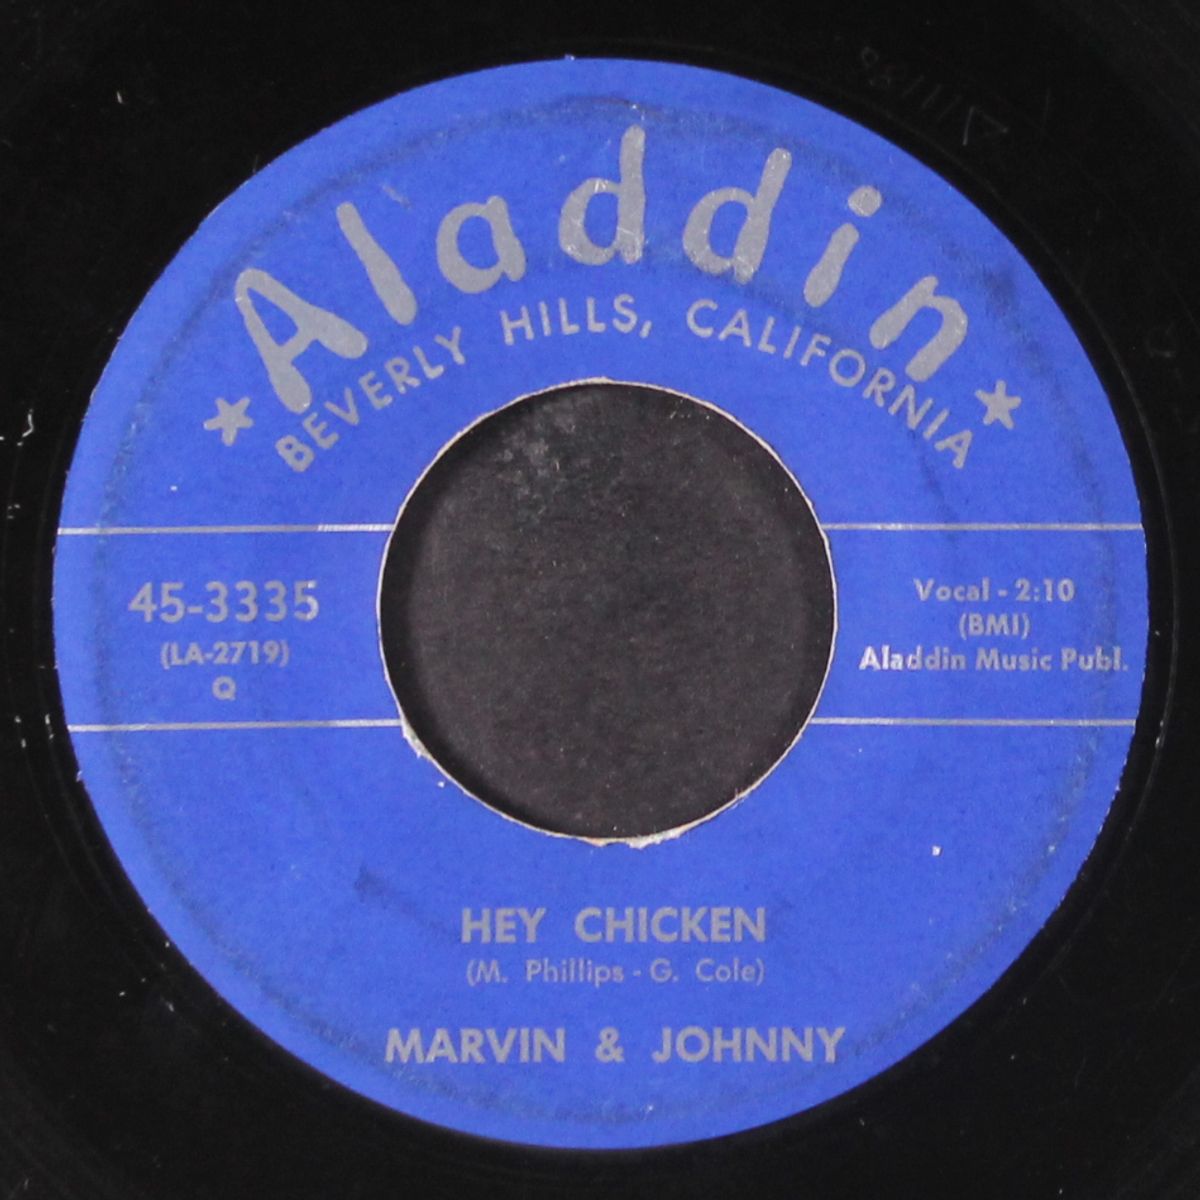 Aladdin
BEVERLY HILLS, CALIFORNIA
45-3335
(LA-2719)
Q
Vocal - 2:10
(BMI)
Aladdin Music Publ.
HEY CHICKEN
(M. Phillips - G. Cole)
MARVIN & JOHNNY